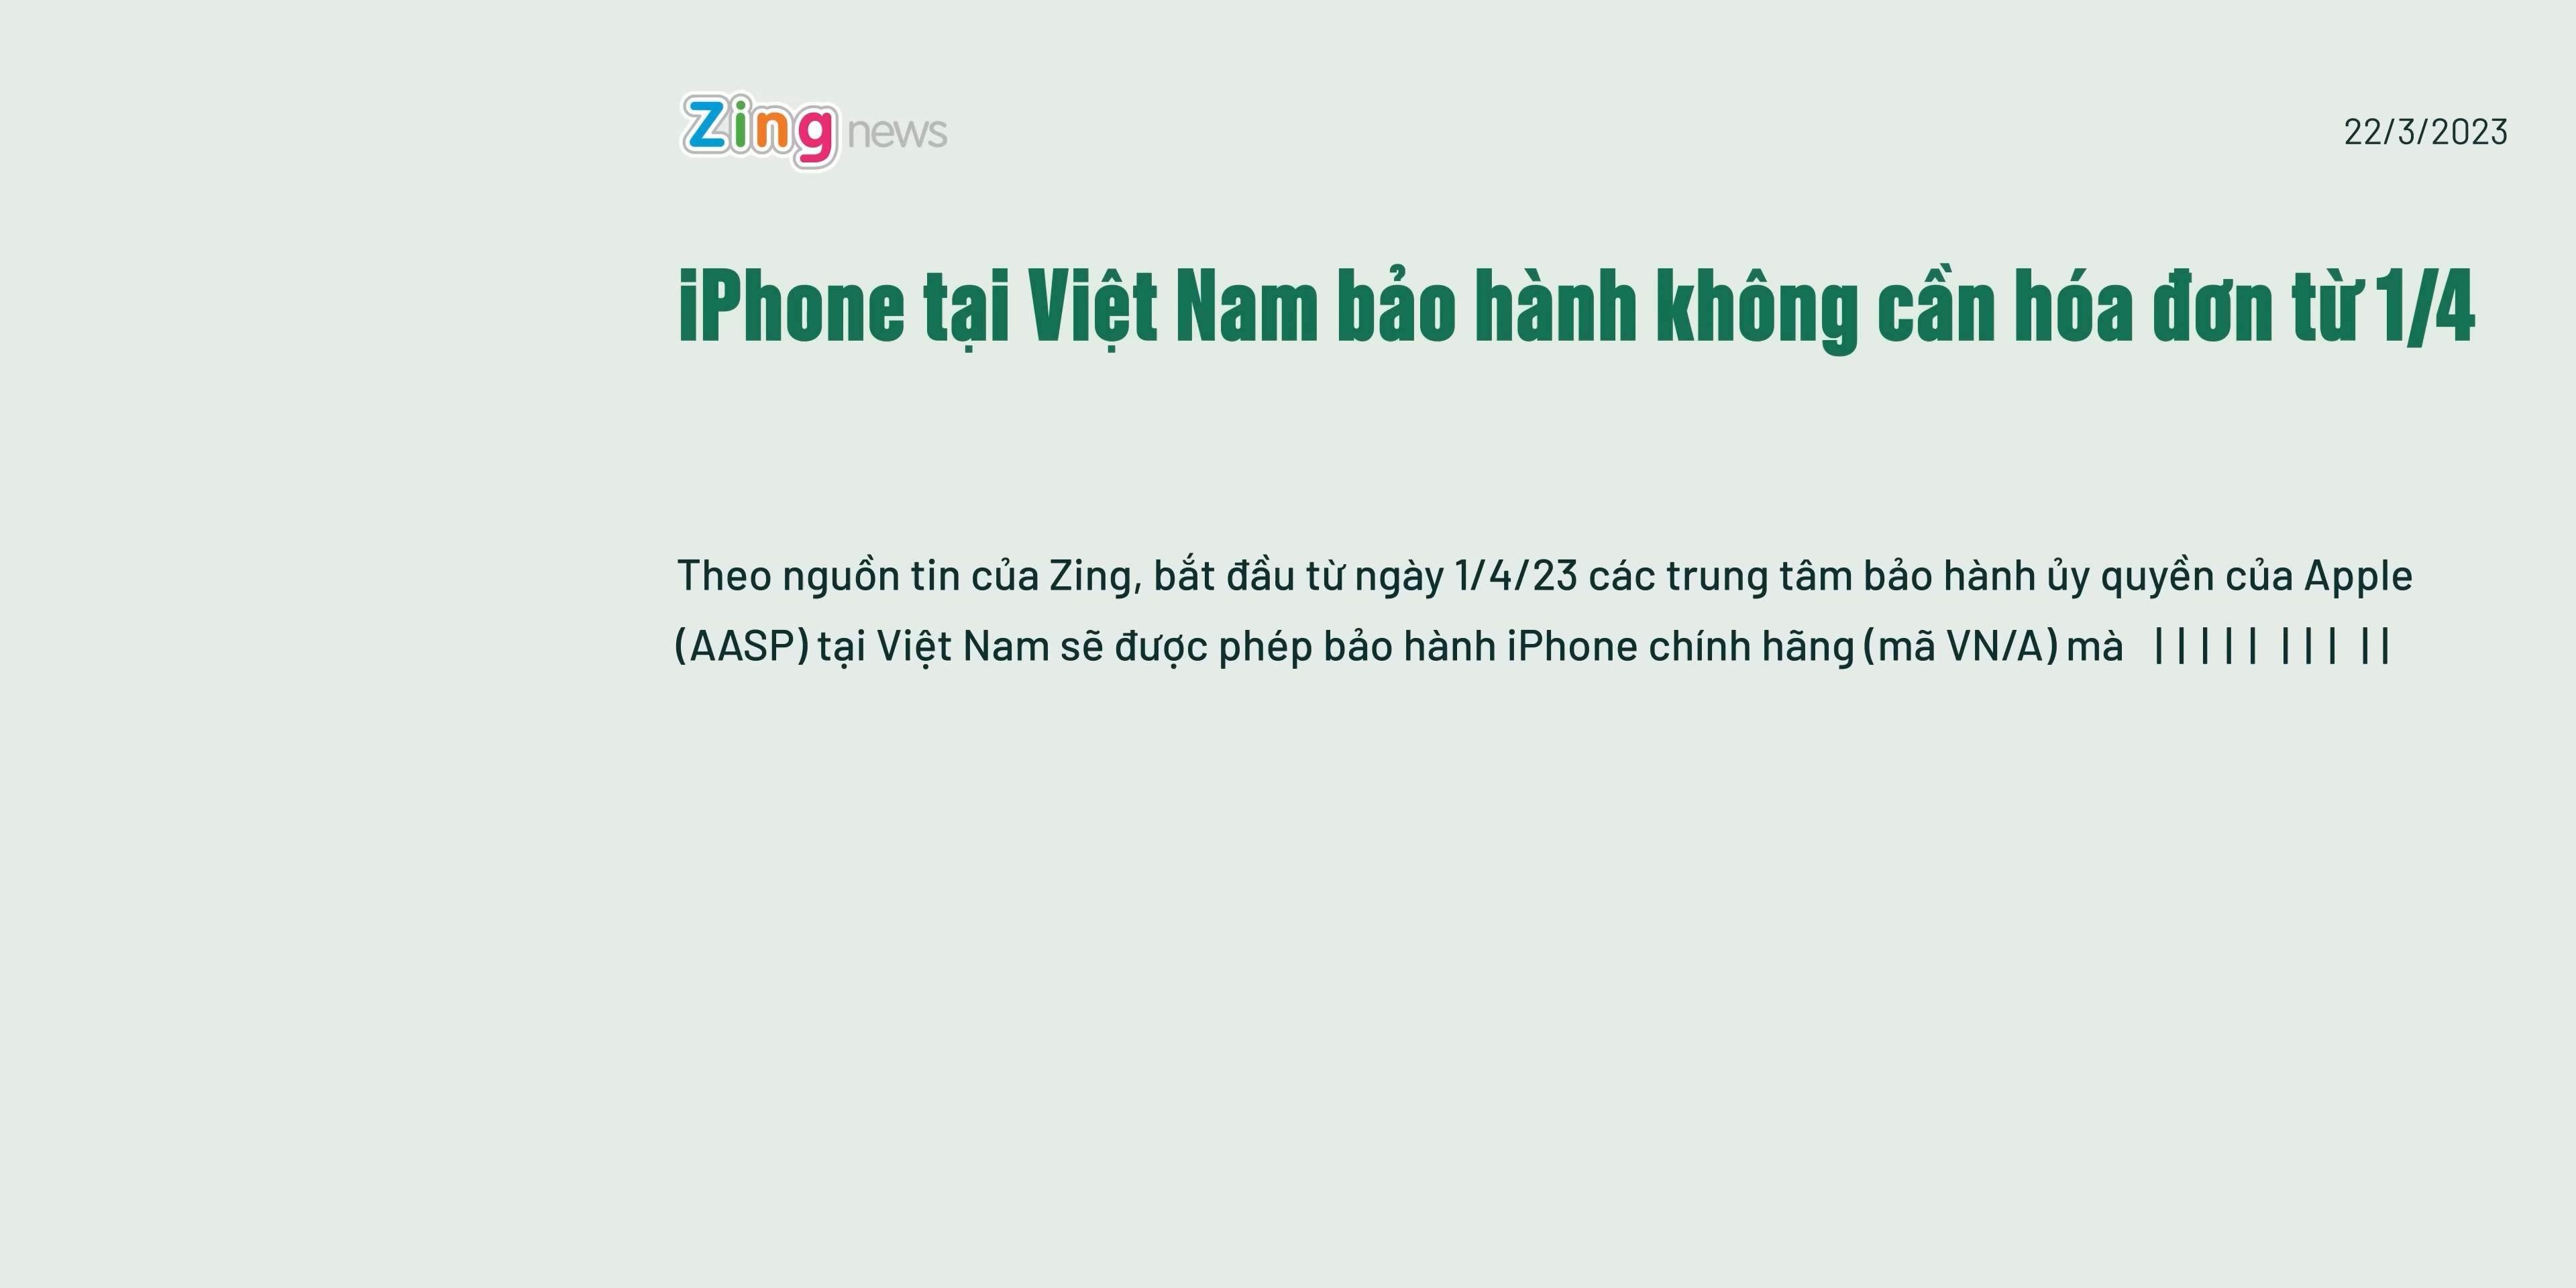 Zing news
22/3/2023
iPhone tại Việt Nam bảo hành không cần hóa đơn từ 1/4
Theo nguồn tin của Zing, bắt đầu từ ngày 1/4/23 các trung tâm bảo hành ủy quyền của Apple
(AASP) tại Việt Nam sẽ được phép bảo hành iPhone chính hãng (mã VN/A) mà | | | | | | | | | |